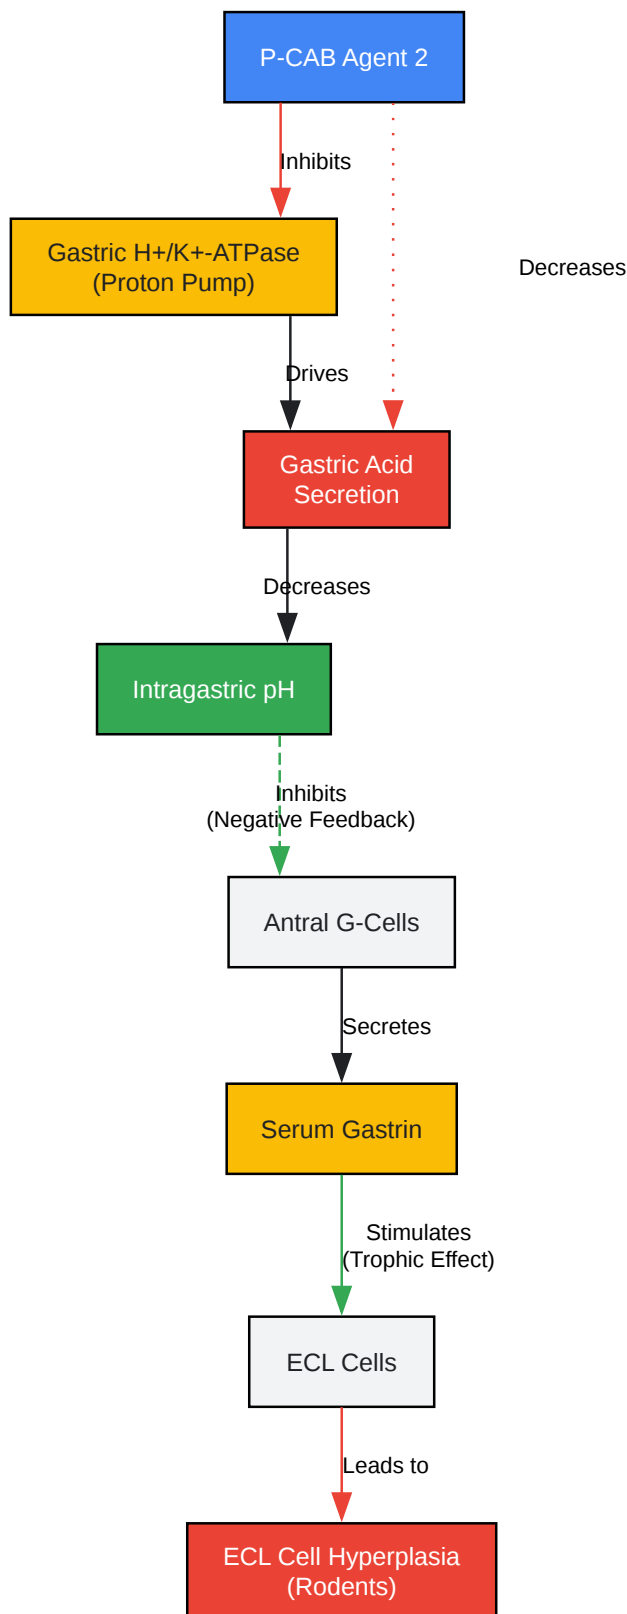 P-CAB Agent 2
Inhibits
Decreases
Gastric H+/K+-ATPase
(Proton Pump)
Drives
Gastric Acid
Secretion
Decreases
Intragastric pH
Inhibits
(Negative Feedback)
Antral G-Cells
Secretes
Serum Gastrin
Stimulates
(Trophic Effect)
ECL Cells
Leads to
ECL Cell Hyperplasia
(Rodents)